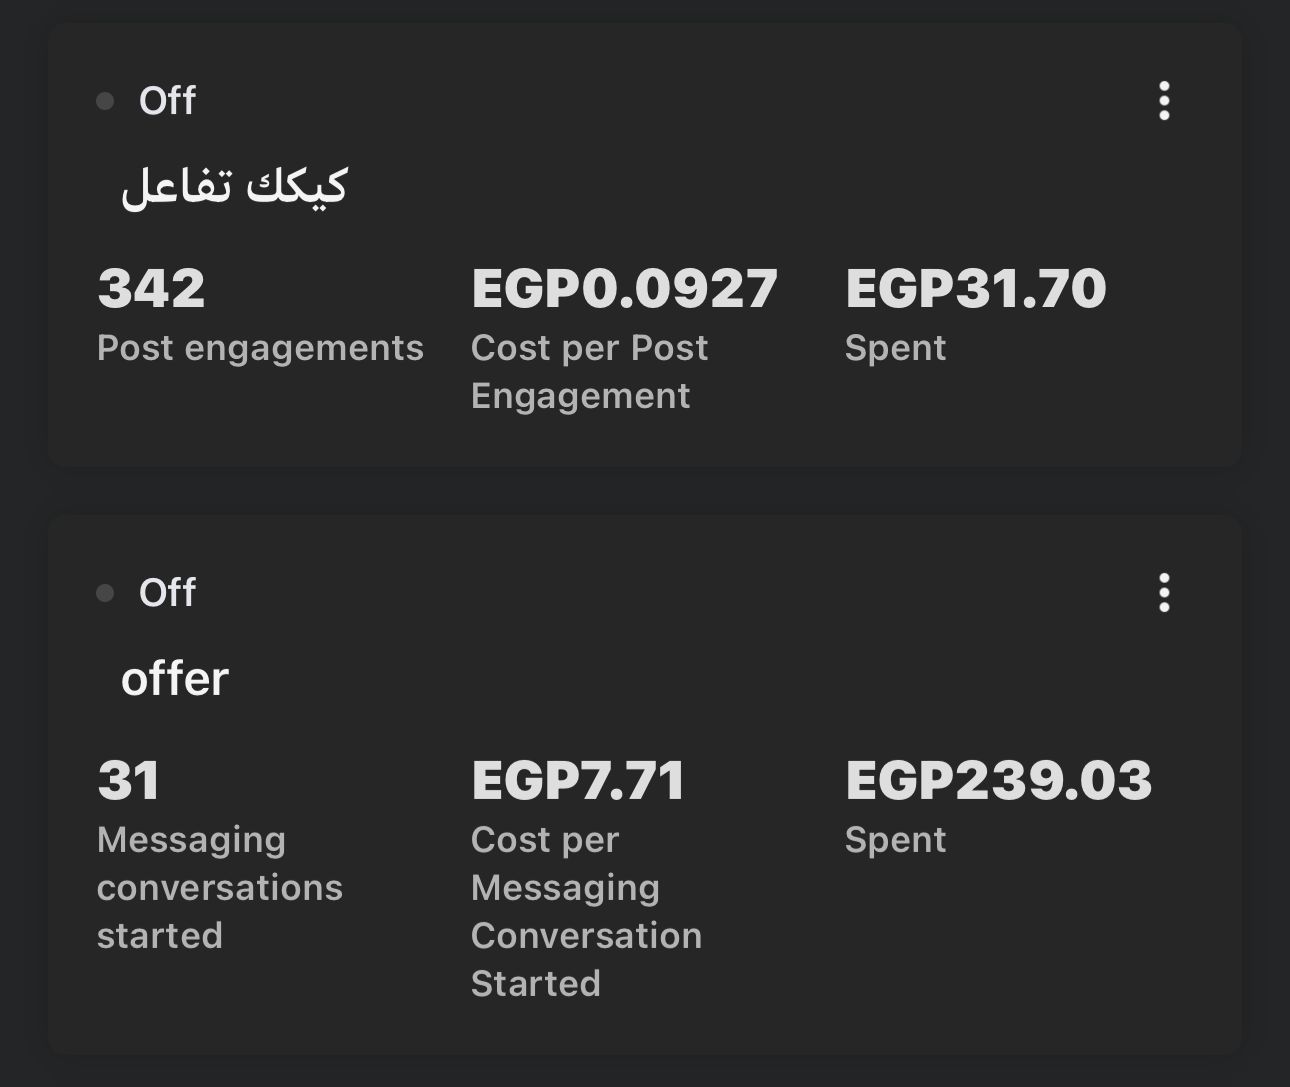 Off
كيكك تفاعل
342 EGP0.0927 EGP31.70
Post engagements Cost per Post Engagement Spent
Off
offer
31 EGP7.71 EGP239.03
Messaging conversations started Cost per Messaging Conversation Started Spent